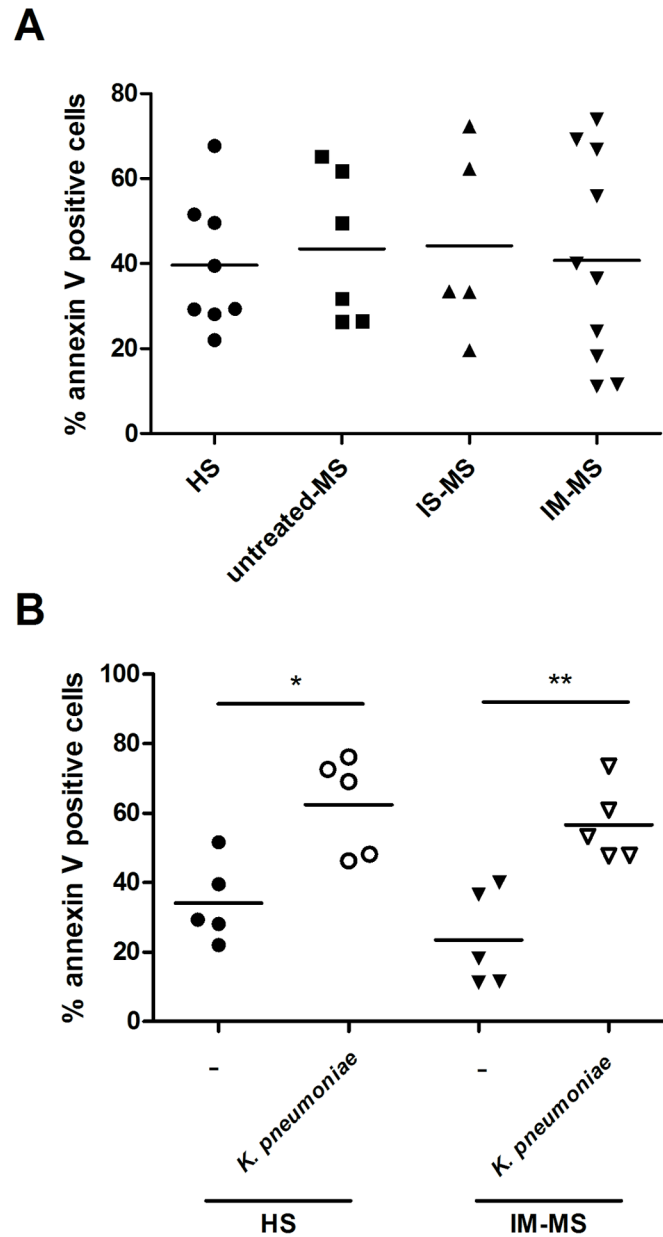 A
% annexin V positive cells
80
60
40
20
0
HS
untreated-MS
IS-MS
IM-MS
B
% annexin V positive cells
100
80
60
40
20
0
*
**
-
K. pneumoniae
-
K. pneumoniae
HS
IM-MS